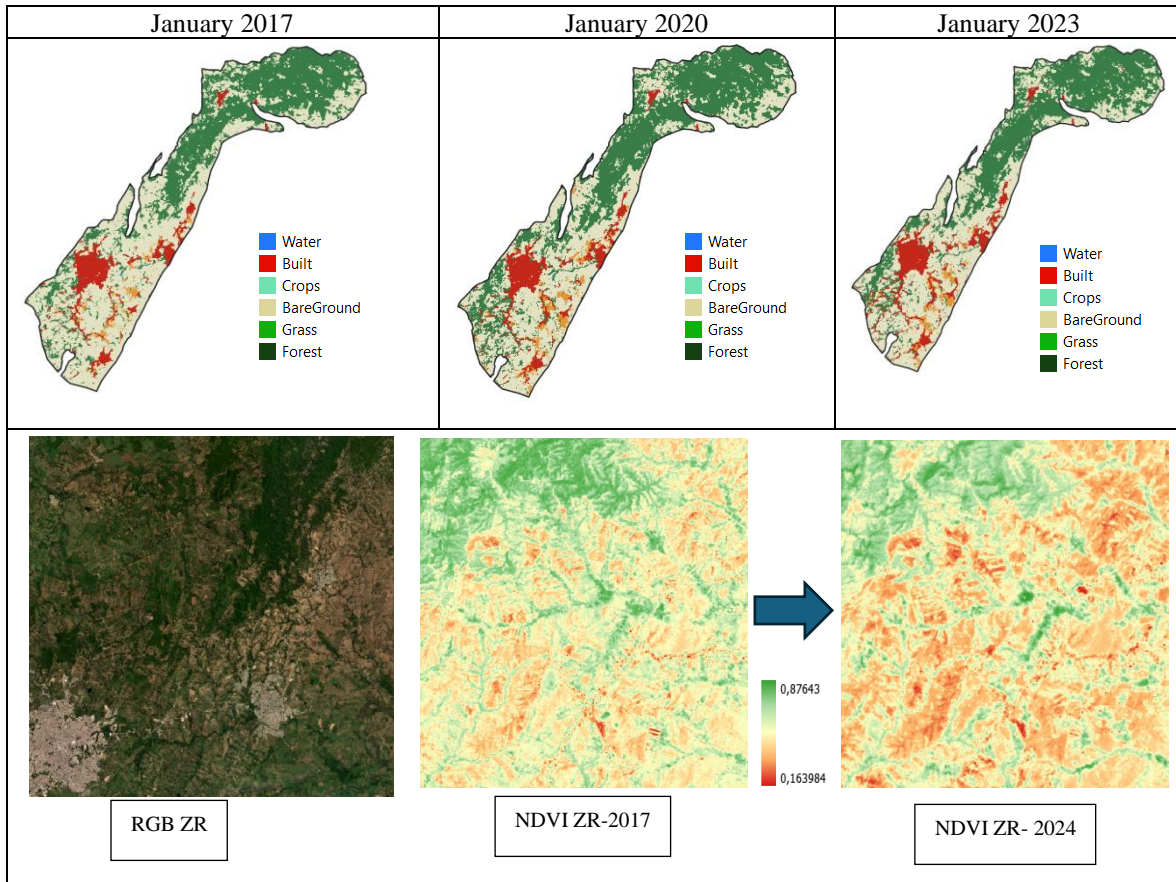 January 2017
January 2020
January 2023
Water
Built
Crops
BareGround
Grass
Forest
Water
Built
Crops
BareGround
Grass
Forest
Water
Built
Crops
BareGround
Grass
Forest
0,87643
0,163984
RGB ZR
NDVI ZR-2017
NDVI ZR- 2024